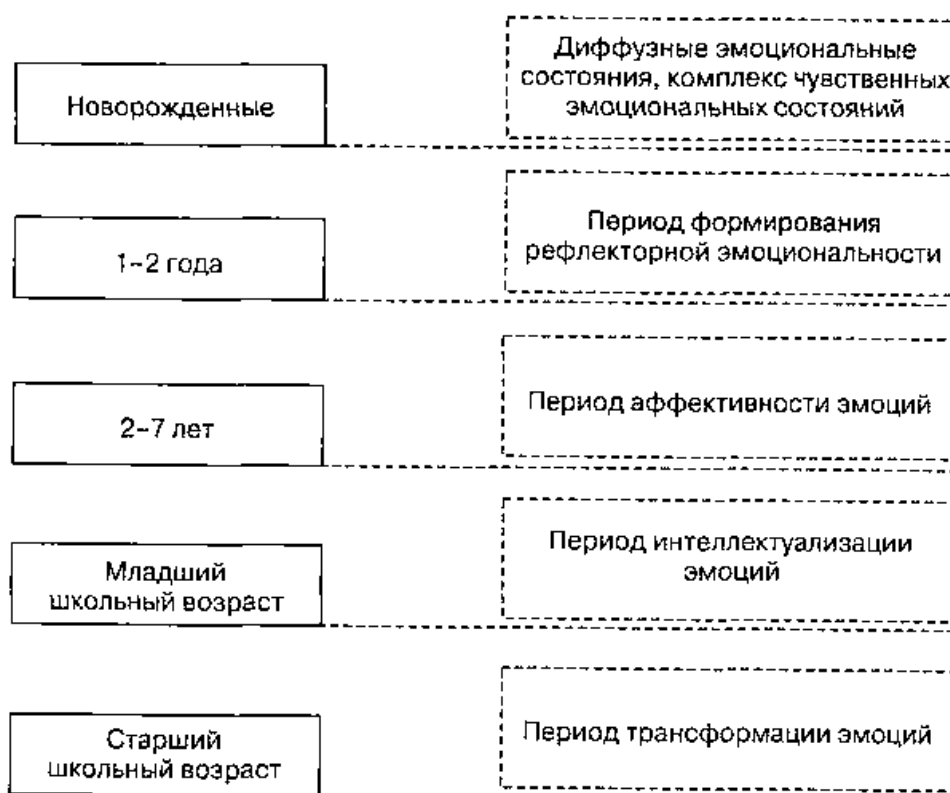 Новорожденные
Диффузные эмоциональные
состояния, комплекс чувственных
эмоциональных состояний
1–2 года
Период формирования
рефлекторной эмоциональности
2–7 лет
Период аффективности эмоций
Младший
школьный возраст
Период интеллектуализации
эмоций
Старший
школьный возраст
Период трансформации эмоций